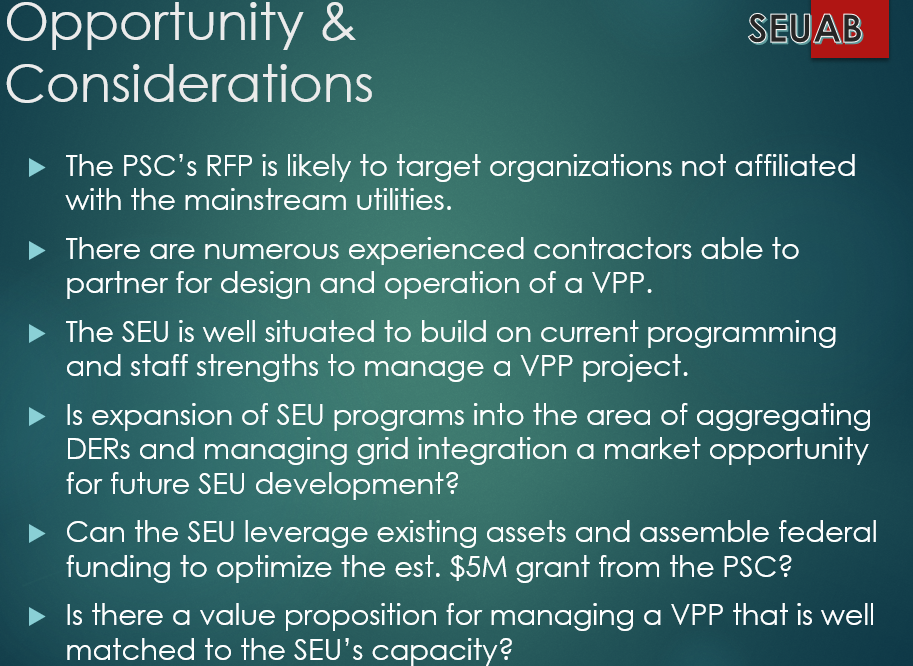 Opportunity &
Considerations
SEUAB
The PSC's RFP is likely to target organizations not affiliated
with the mainstream utilities.
There are numerous experienced contractors able to
partner for design and operation of a VPP.
The SEU is well situated to build on current programming
and staff strengths to manage a VPP project.
Is expansion of SEU programs into the area of aggregating
DERs and managing grid integration a market opportunity
for future SEU development?
Can the SEU leverage existing assets and assemble federal
funding to optimize the est. $5M grant from the PSC?
Is there a value proposition for managing a VPP that is well
matched to the SEU's capacity?